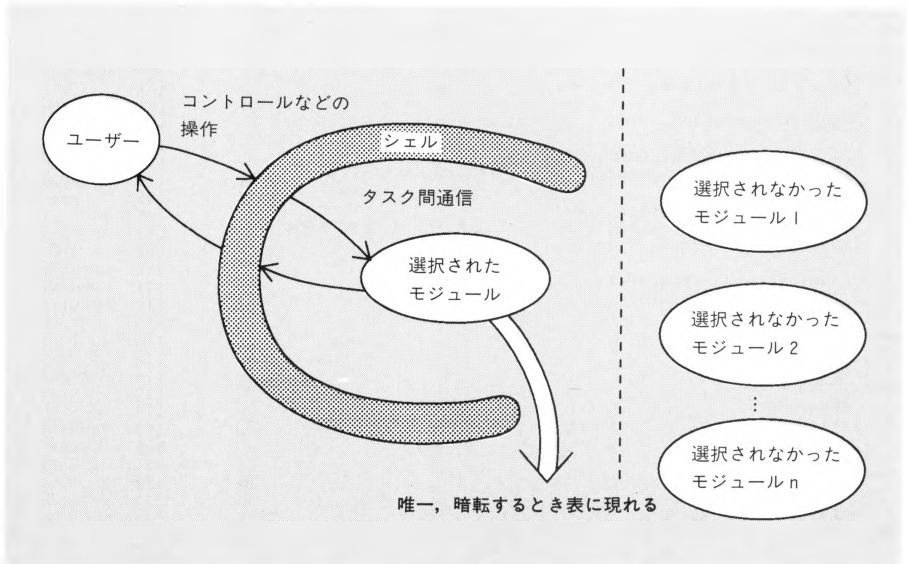 コントロールなどの
操作
ユーザー
シェル
タスク間通信
選択された
モジュール
選択されなかった
モジュール1
選択されなかった
モジュール2
⋮
選択されなかった
モジュールn
唯一，暗転するとき表に現れる